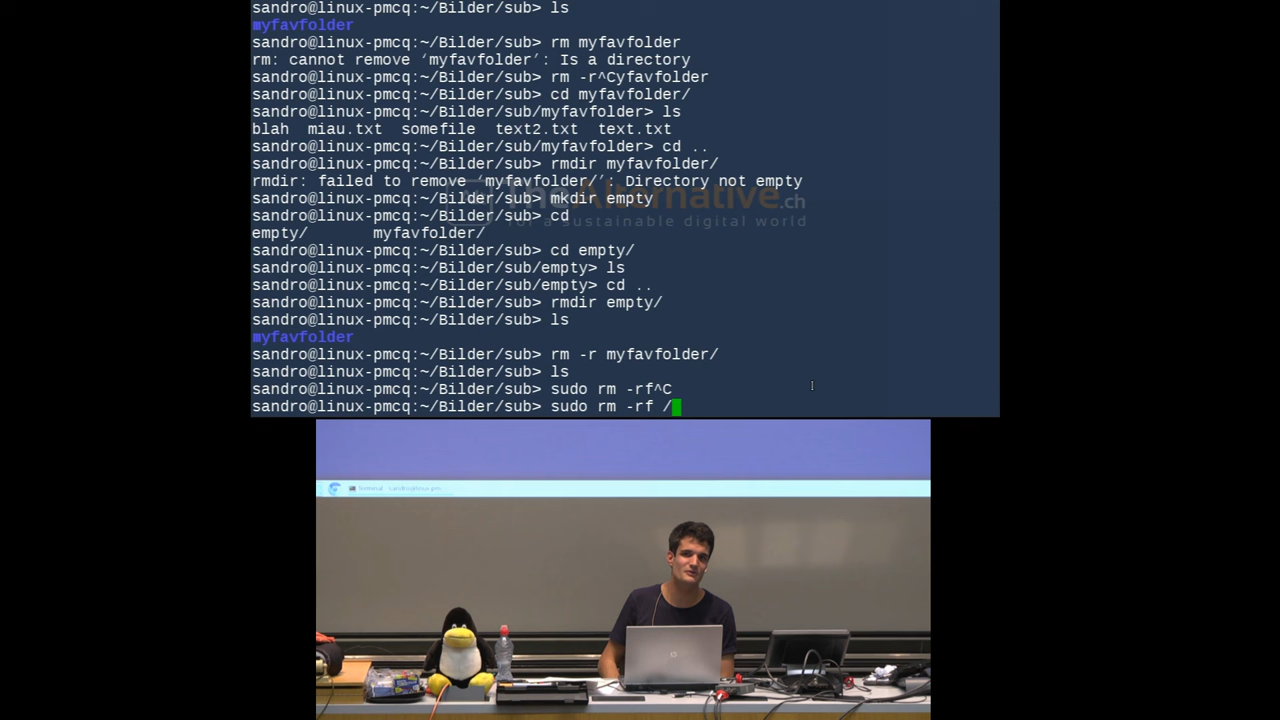 sandro@linux-pmcq:~/Bilder/sub> ls
myfavfolder
sandro@linux-pmcq:~/Bilder/sub> rm myfavfolder
rm: cannot remove ‘myfavfolder’: Is a directory
sandro@linux-pmcq:~/Bilder/sub> rm -r^Cyfavfolder
sandro@linux-pmcq:~/Bilder/sub> cd myfavfolder/
sandro@linux-pmcq:~/Bilder/sub/myfavfolder> ls
blah  miau.txt  somefile  text2.txt  text.txt
sandro@linux-pmcq:~/Bilder/sub/myfavfolder> cd ..
sandro@linux-pmcq:~/Bilder/sub> rmdir myfavfolder/
rmdir: failed to remove ‘myfavfolder/’: Directory not empty
TheAlternative.ch
sandro@linux-pmcq:~/Bilder/sub> mkdir empty
sandro@linux-pmcq:~/Bilder/sub> cd
for a sustainable digital world
empty/       myfavfolder/
sandro@linux-pmcq:~/Bilder/sub> cd empty/
sandro@linux-pmcq:~/Bilder/sub/empty> ls
sandro@linux-pmcq:~/Bilder/sub/empty> cd ..
sandro@linux-pmcq:~/Bilder/sub> rmdir empty/
sandro@linux-pmcq:~/Bilder/sub> ls
myfavfolder
sandro@linux-pmcq:~/Bilder/sub> rm -r myfavfolder/
sandro@linux-pmcq:~/Bilder/sub> ls
sandro@linux-pmcq:~/Bilder/sub> sudo rm -rf^C
sandro@linux-pmcq:~/Bilder/sub> sudo rm -rf /
Terminal